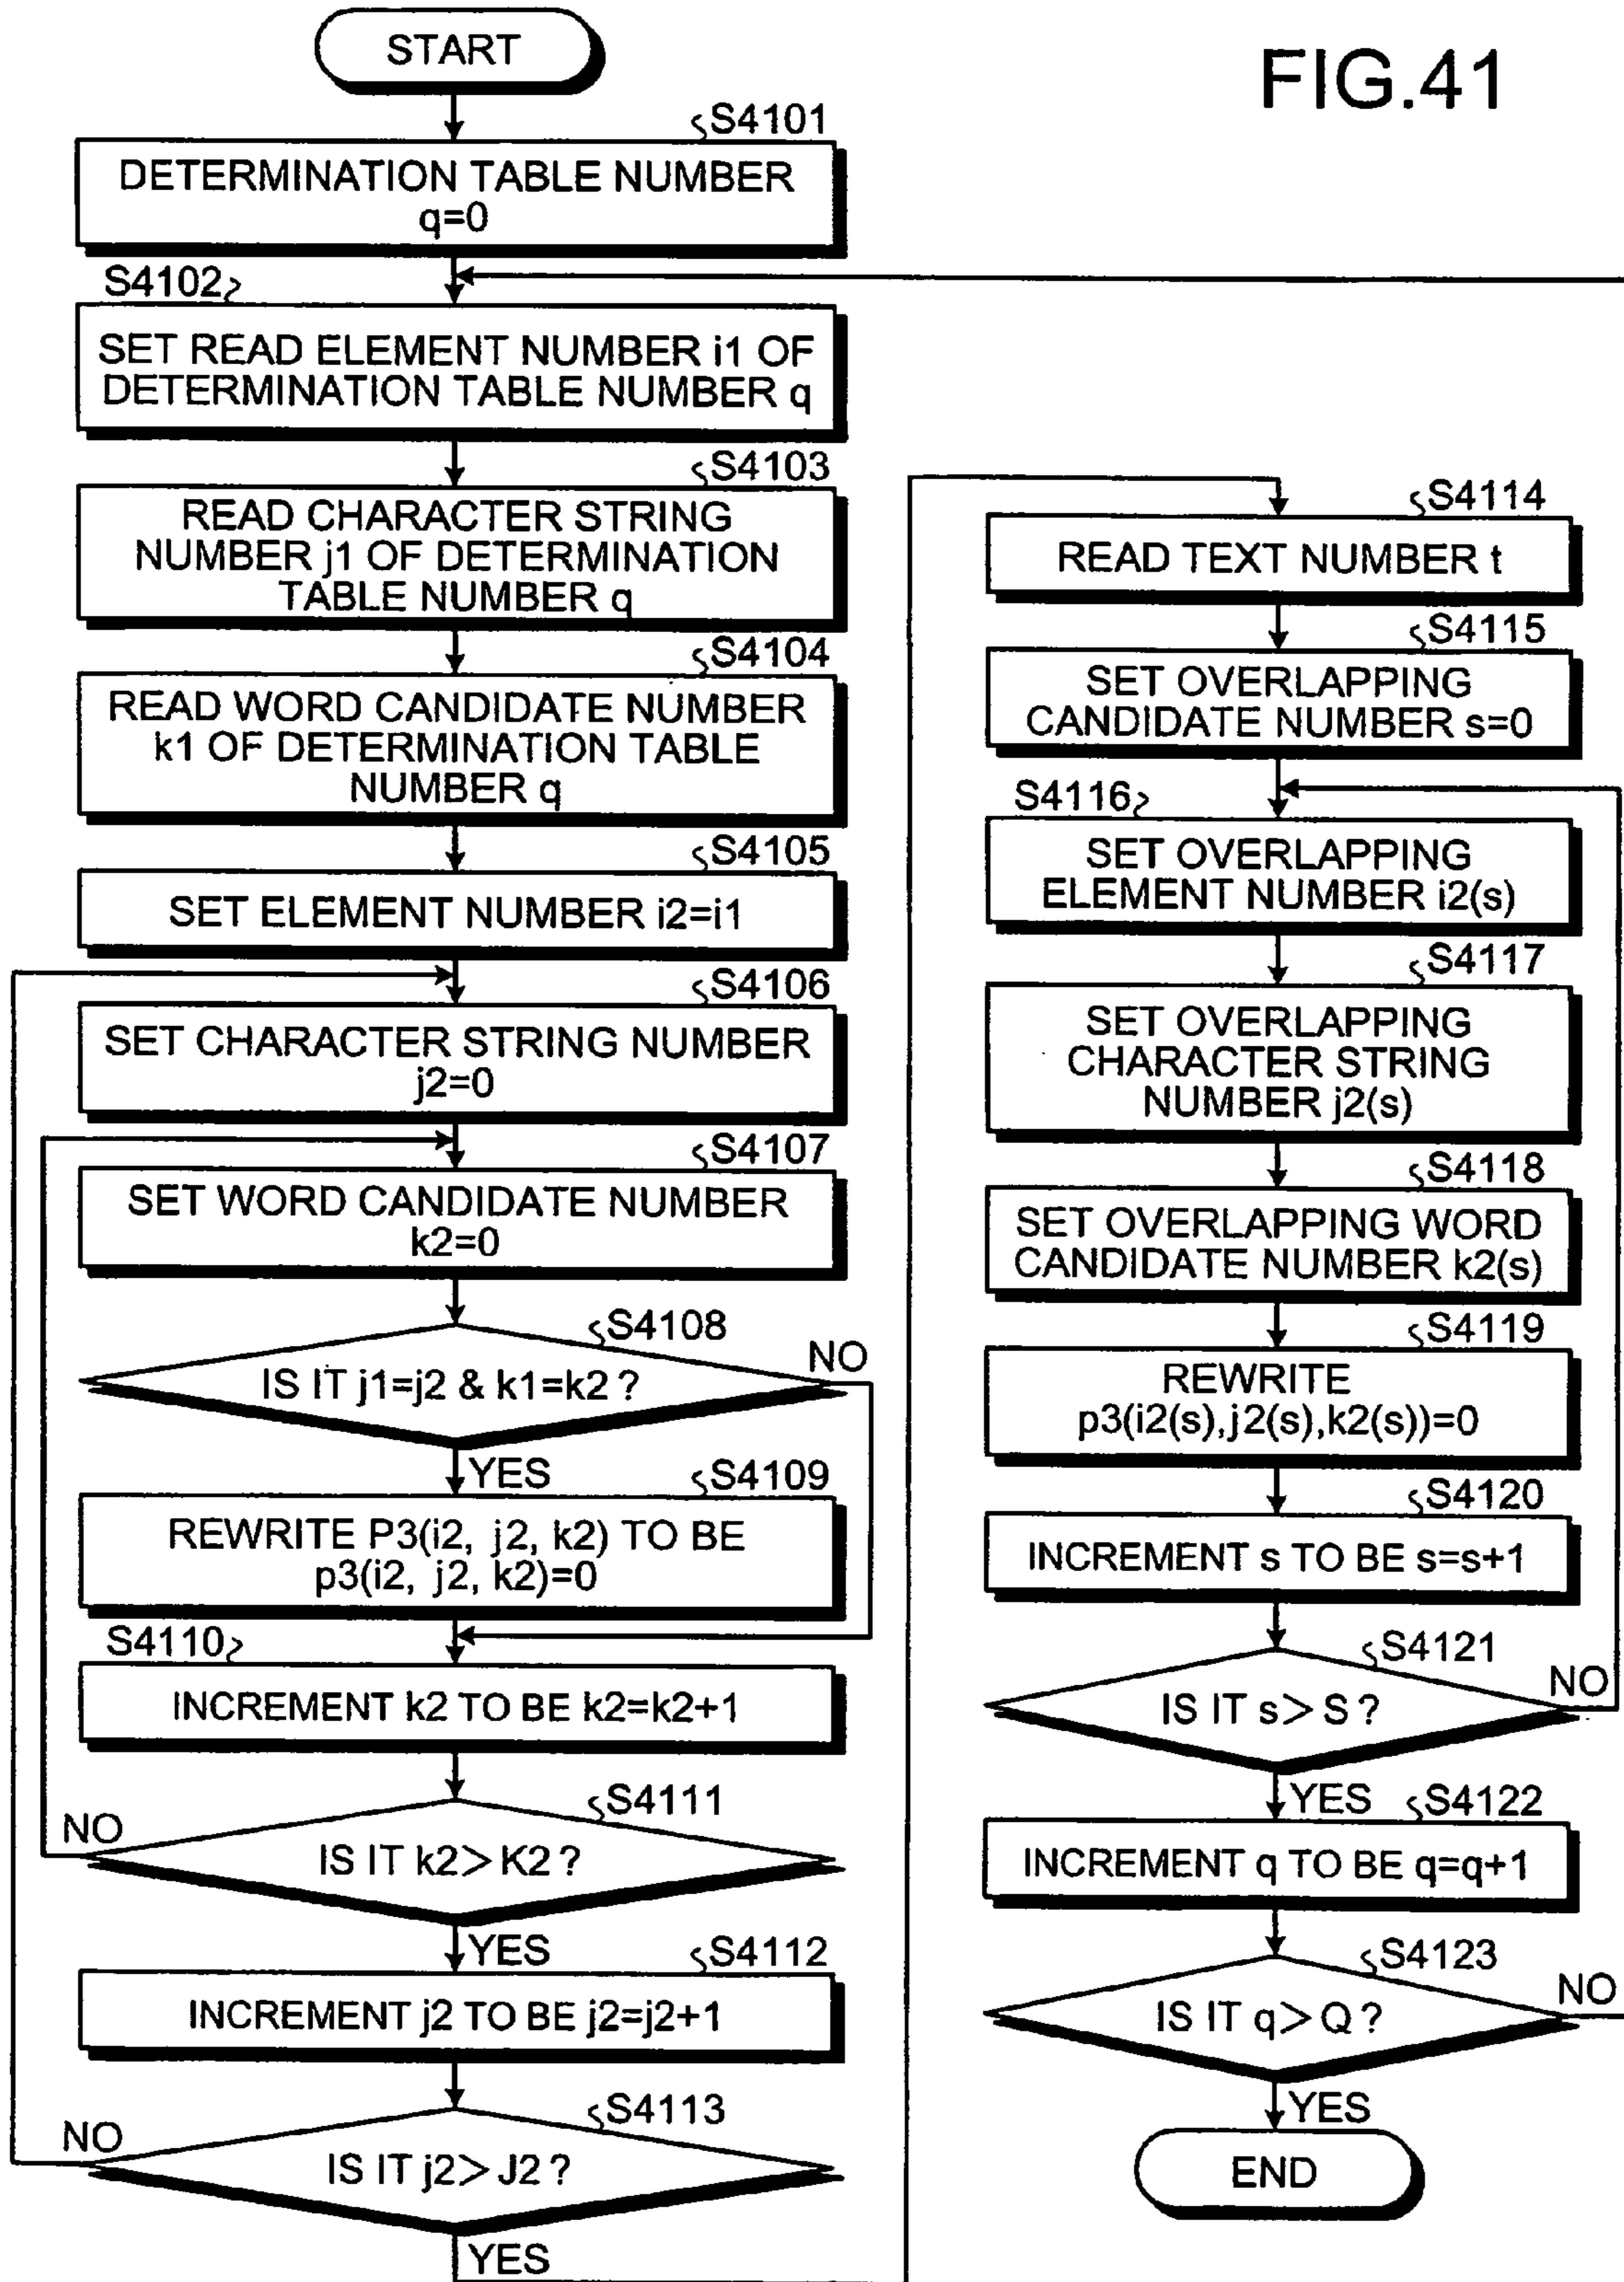 FIG.41
START
S4101
DETERMINATION TABLE NUMBER
q=0
S4102
SET READ ELEMENT NUMBER i1 OF
DETERMINATION TABLE NUMBER q
S4103
READ CHARACTER STRING
NUMBER j1 OF DETERMINATION
TABLE NUMBER q
S4104
READ WORD CANDIDATE NUMBER
k1 OF DETERMINATION TABLE
NUMBER q
S4105
SET ELEMENT NUMBER i2=i1
S4106
SET CHARACTER STRING NUMBER
j2=0
S4107
SET WORD CANDIDATE NUMBER
k2=0
S4108
IS IT j1=j2 & k1=k2 ?
NO
YES
S4109
REWRITE P3(i2, j2, k2) TO BE
p3(i2, j2, k2)=0
S4110
INCREMENT k2 TO BE k2=k2+1
S4111
NO
IS IT k2>K2 ?
YES
S4112
INCREMENT j2 TO BE j2=j2+1
S4113
NO
IS IT j2>J2 ?
YES
S4114
READ TEXT NUMBER t
S4115
SET OVERLAPPING
CANDIDATE NUMBER s=0
S4116
SET OVERLAPPING
ELEMENT NUMBER i2(s)
S4117
SET OVERLAPPING
CHARACTER STRING
NUMBER j2(s)
S4118
SET OVERLAPPING WORD
CANDIDATE NUMBER k2(s)
S4119
REWRITE
p3(i2(s),j2(s),k2(s))=0
S4120
INCREMENT s TO BE s=s+1
S4121
IS IT s>S ?
NO
YES
S4122
INCREMENT q TO BE q=q+1
S4123
IS IT q>Q ?
NO
YES
END